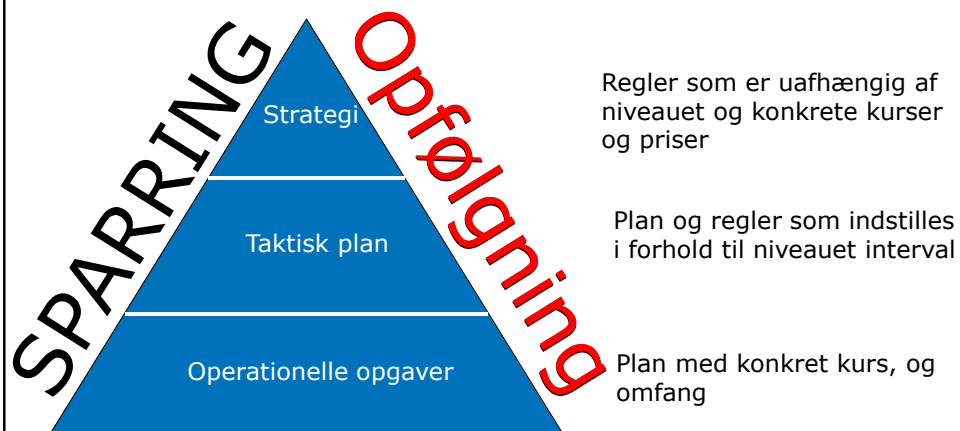 SPARRING
Opfølgning
Strategi
Regler som er uafhængig af
niveauet og konkrete kurser
og priser
Taktisk plan
Plan og regler som indstilles
i forhold til niveauet interval
Operationelle opgaver
Plan med konkret kurs, og
omfang